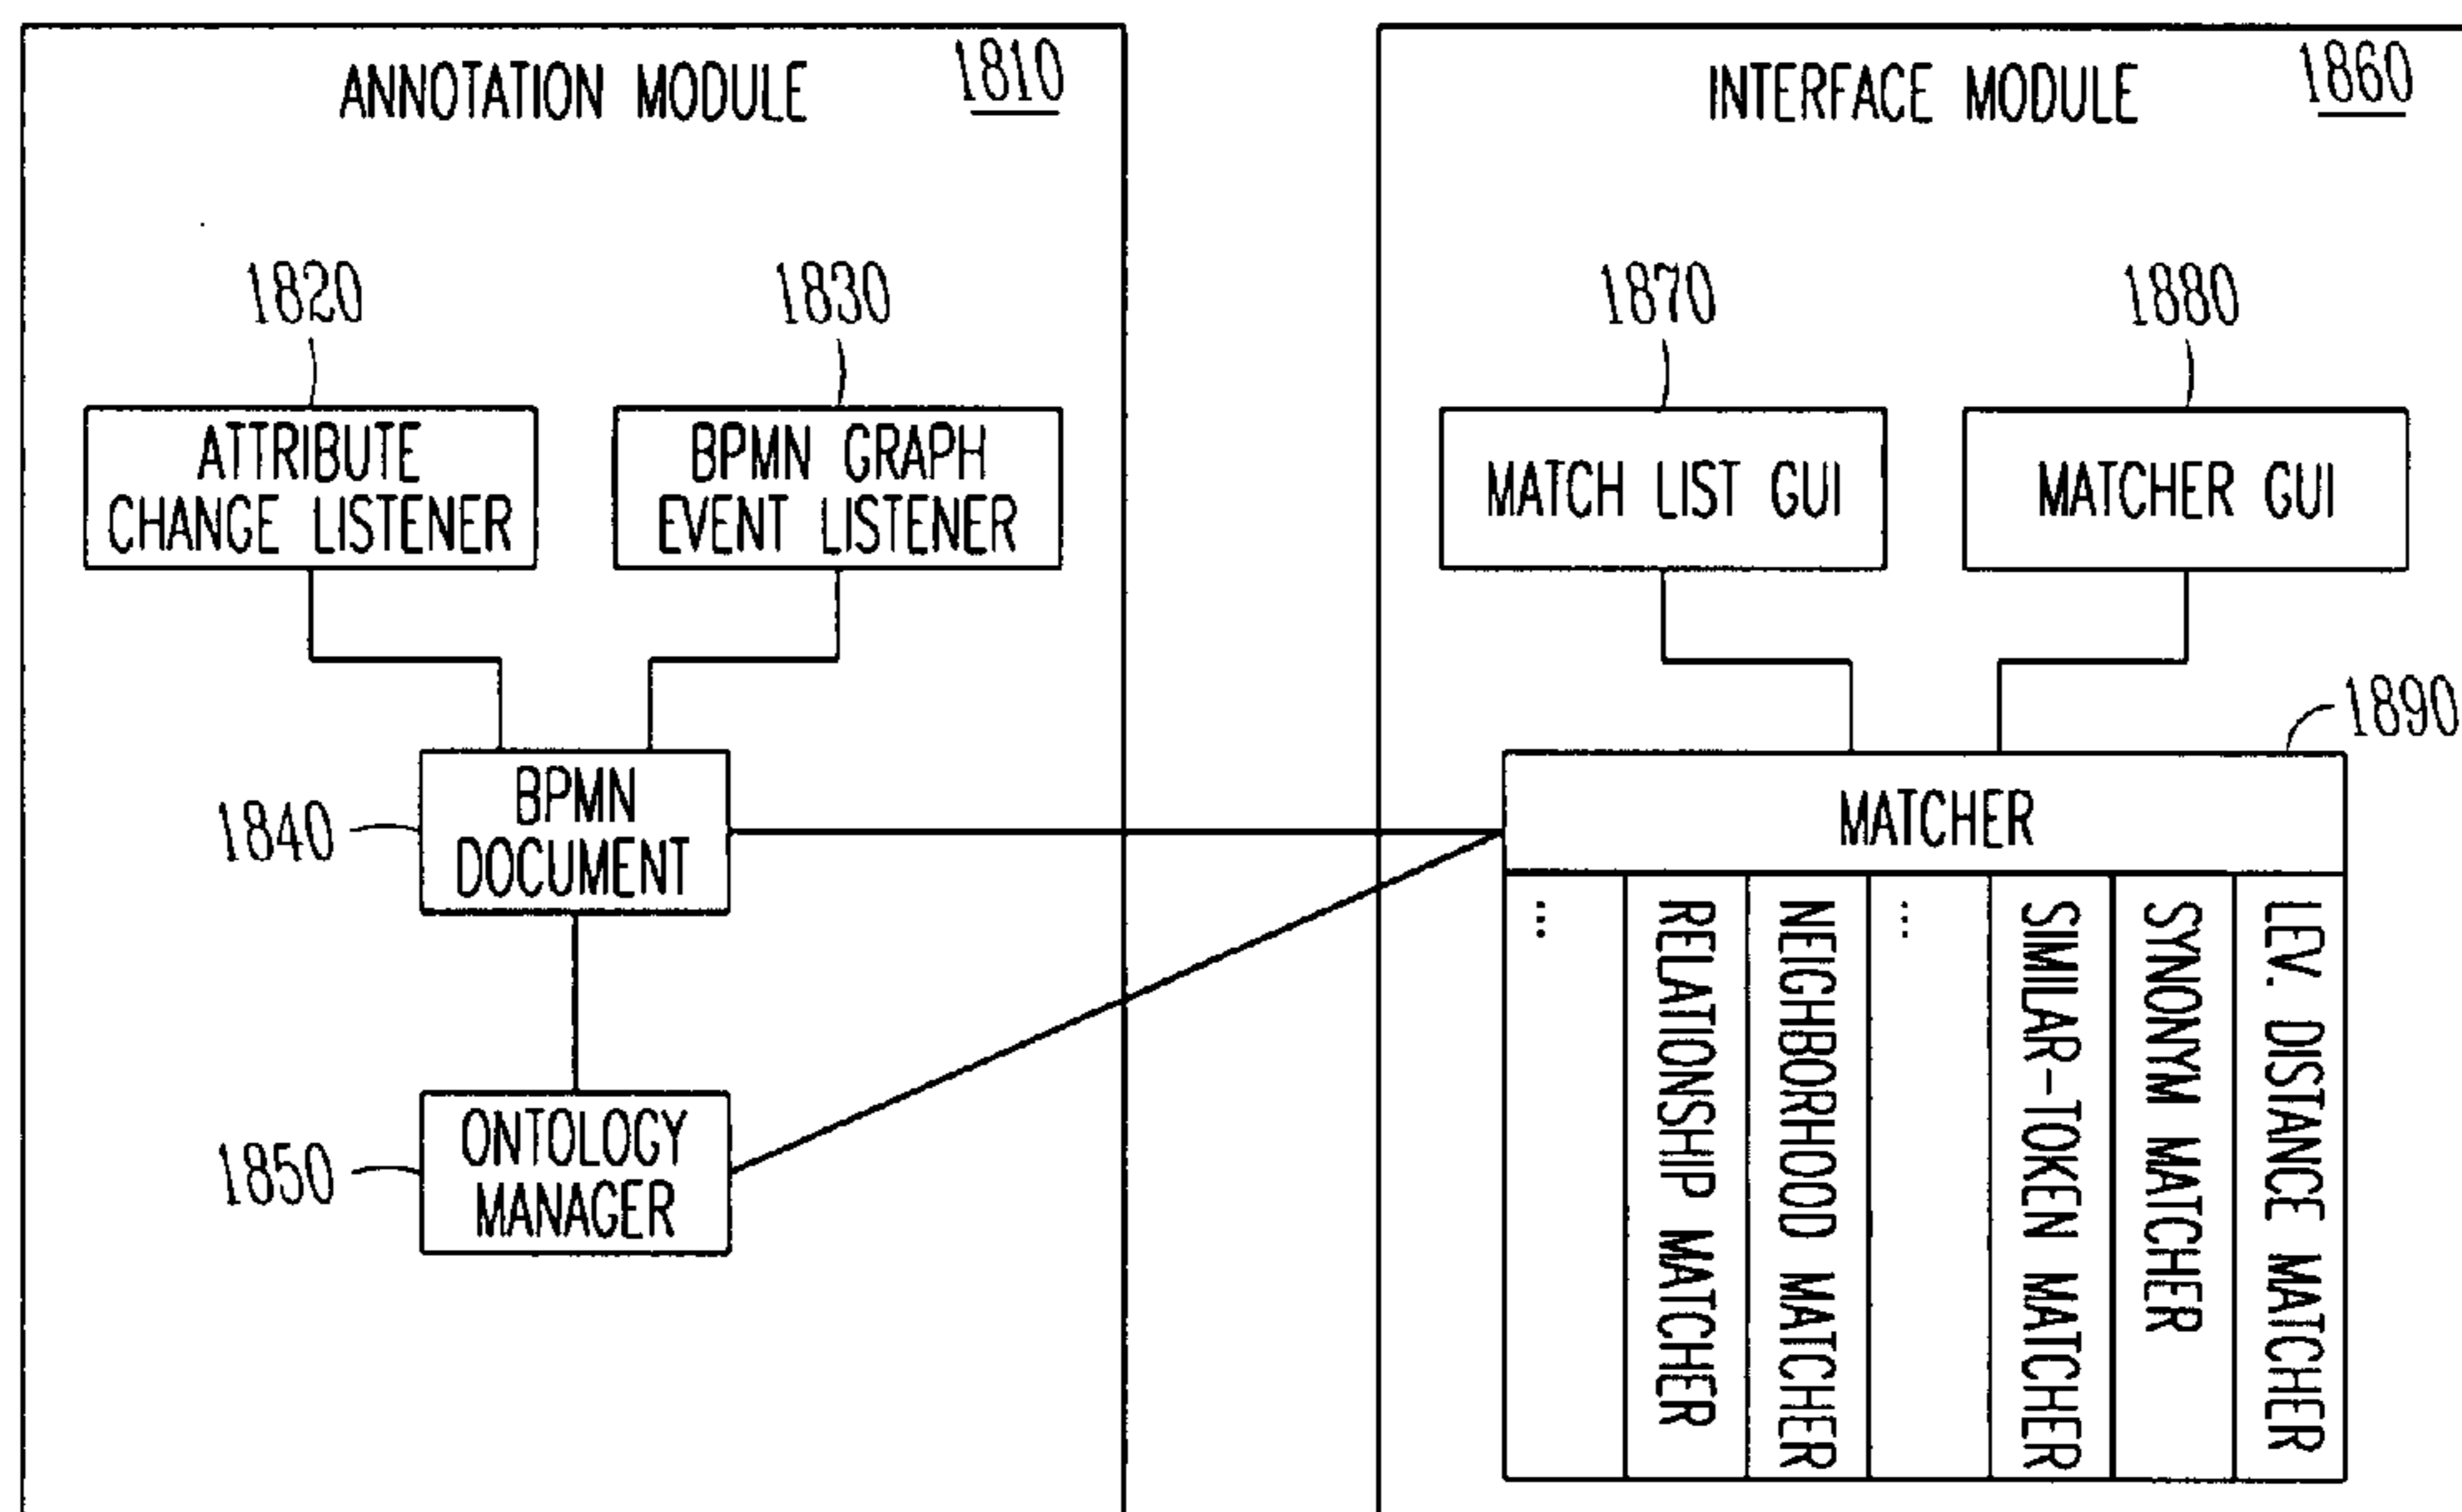 ANNOTATION MODULE
1810
INTERFACE MODULE
1860
1820
1830
1870
1880
ATTRIBUTE
CHANGE LISTENER
BPMN GRAPH
EVENT LISTENER
MATCH LIST GUI
MATCHER GUI
1890
1840
BPMN
DOCUMENT
MATCHER
...
RELATIONSHIP MATCHER
NEIGHBORHOOD MATCHER
...
SIMILAR-TOKEN MATCHER
SYNONYM MATCHER
LEV. DISTANCE MATCHER
1850
ONTOLOGY
MANAGER